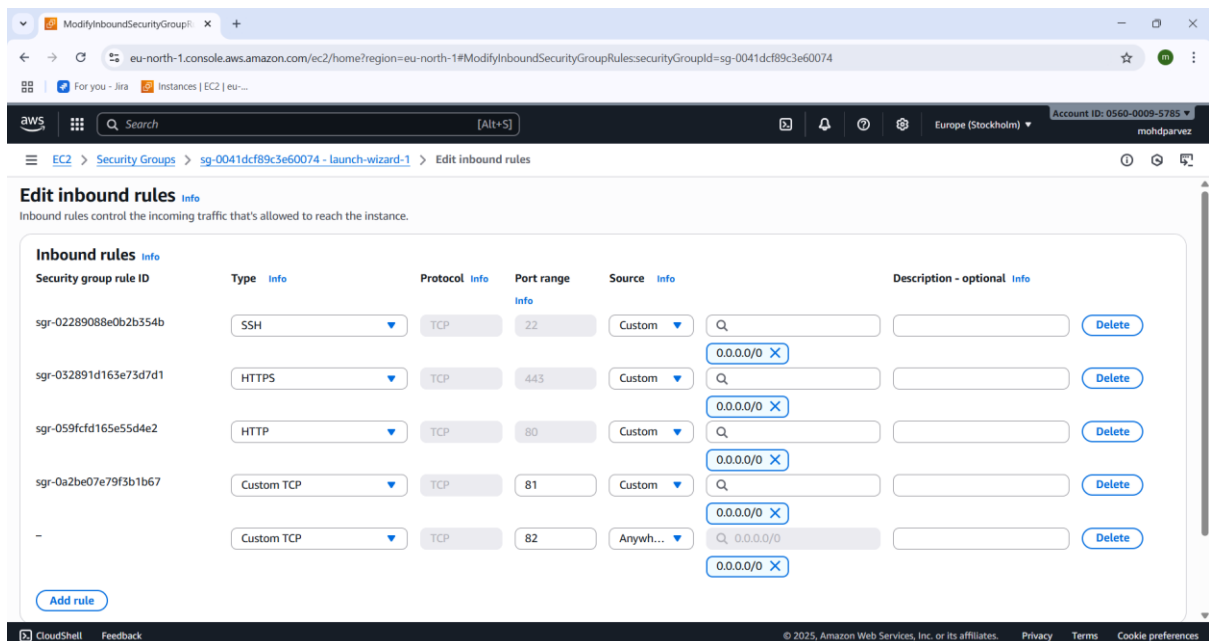 ModifyInboundSecurityGroupR
eu-north-1.console.aws.amazon.com/ec2/home?region=eu-north-1#ModifyInboundSecurityGroupRules:securityGroupId=sg-0041dcf89c3e60074
m
For you - Jira Instances | EC2 | eu-...
aws Search [Alt+S] Europe (Stockholm) Account ID: 0560-0009-5785
mohdparvez
EC2 > Security Groups > sg-0041dcf89c3e60074 - launch-wizard-1 > Edit inbound rules
Edit inbound rules Info
Inbound rules control the incoming traffic that's allowed to reach the instance.
Inbound rules Info
Security group rule ID Type Info Protocol Info Port range Source Info Description - optional Info
Info
sgr-02289088e0b2b354b SSH TCP 22 Custom Delete
0.0.0.0/0
sgr-032891d163e73d7d1 HTTPS TCP 443 Custom Delete
0.0.0.0/0
sgr-059fcfd165e55d4e2 HTTP TCP 80 Custom Delete
0.0.0.0/0
sgr-0a2be07e79f3b1b67 Custom TCP TCP 81 Custom Delete
0.0.0.0/0
– Custom TCP TCP 82 Anywh... 0.0.0.0/0 Delete
0.0.0.0/0
Add rule
CloudShell Feedback © 2025, Amazon Web Services, Inc. or its affiliates. Privacy Terms Cookie preferences